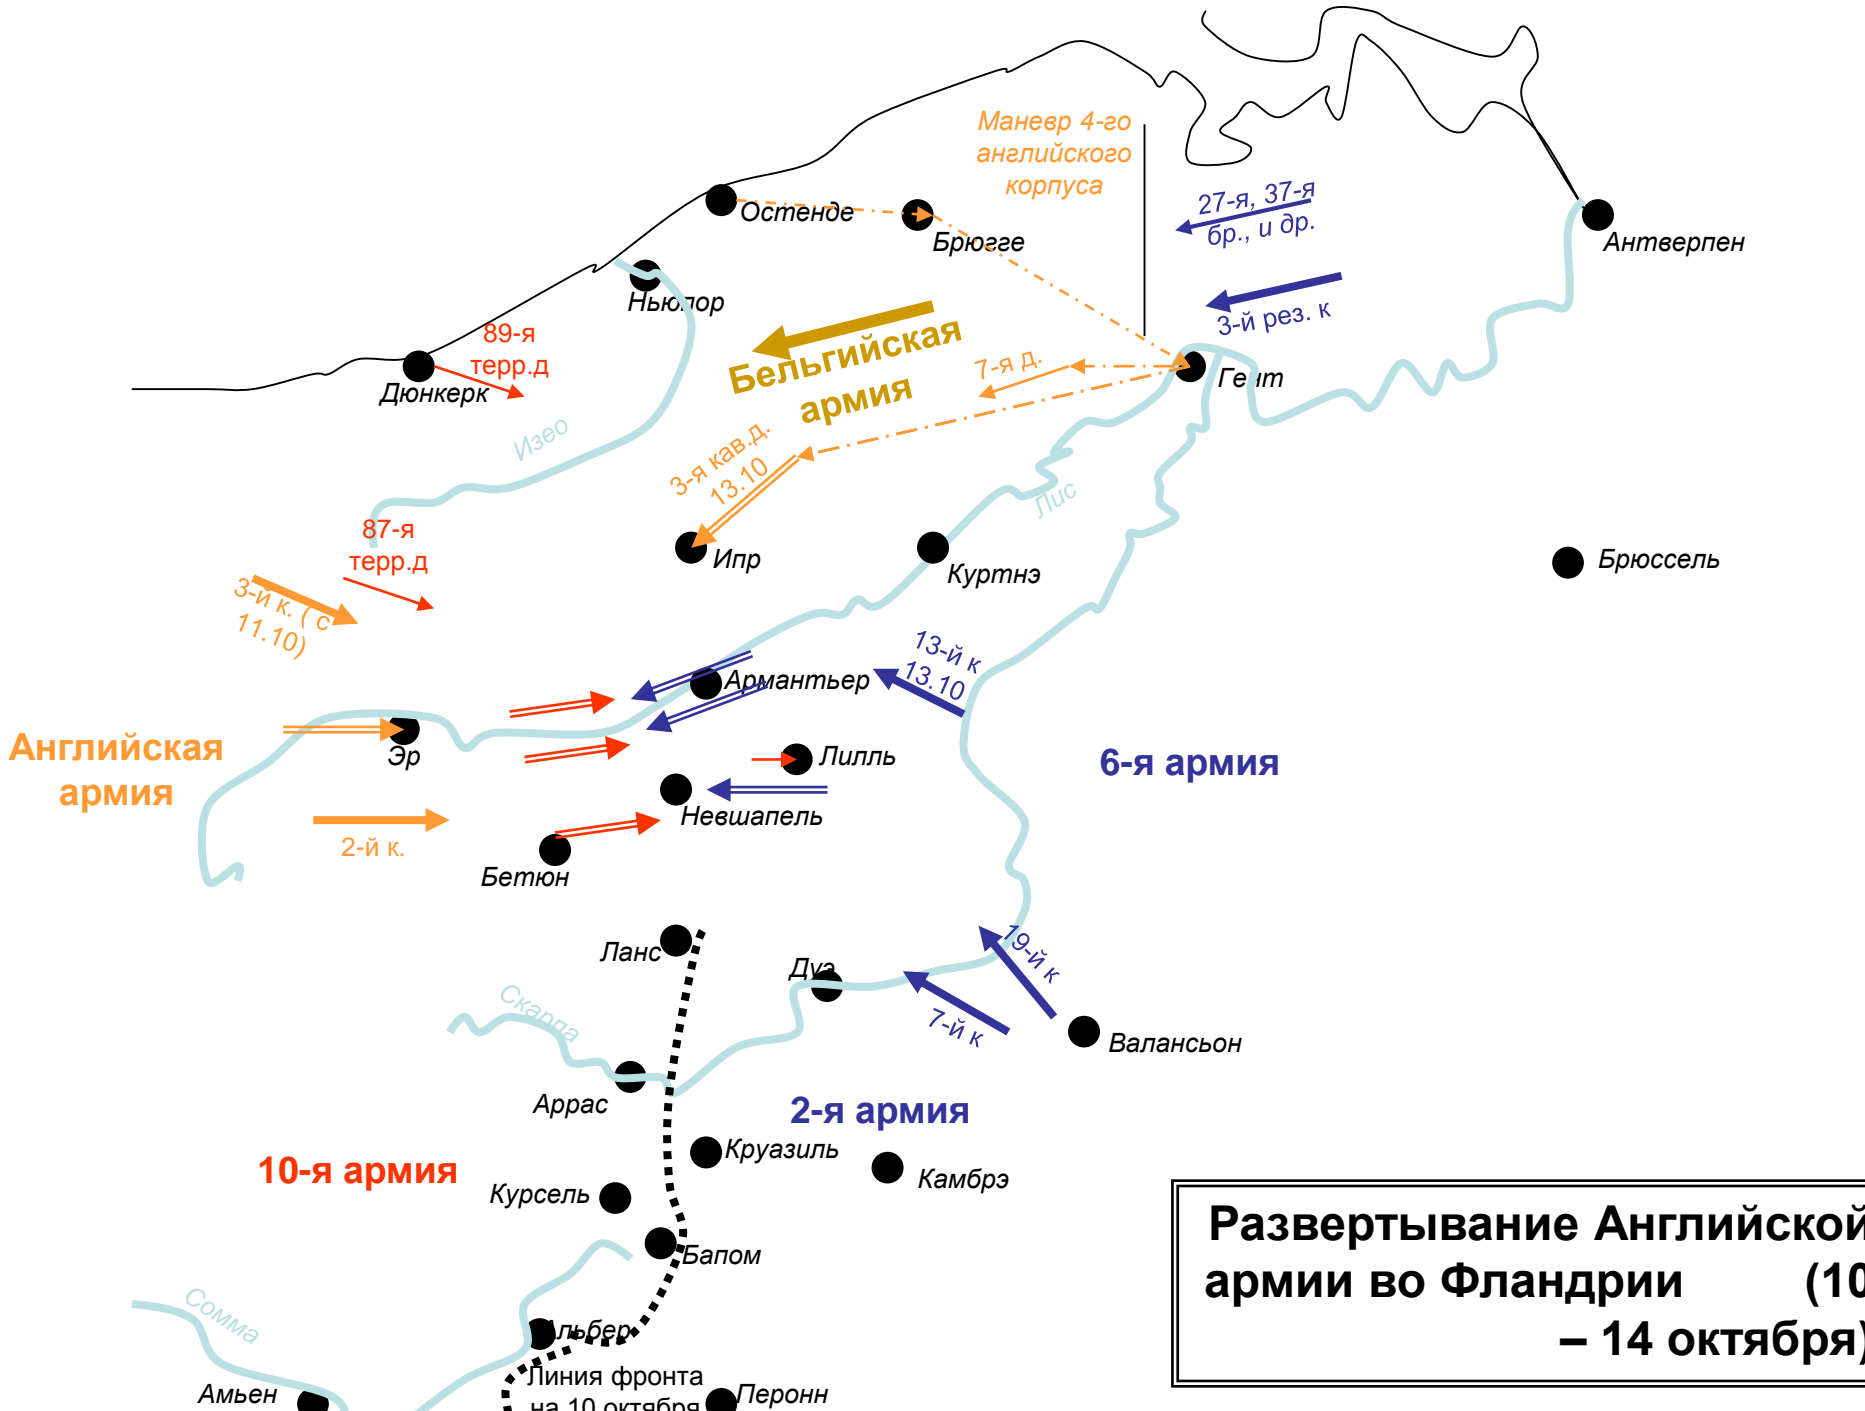 Маневр 4-го
английского
корпуса
27-я, 37-я
бр., и др.
Остенде
Брюгге
Антверпен
Ньюпор
3-й рез. к
89-я
терр.д
Бельгийская
армия
7-я д.
Гент
Дюнкерк
Изео
3-я кав.д.
13.10
Лис
87-я
терр.д
Ипр
Куртнэ
Брюссель
3-й к. ( с
11.10)
13-й к
13.10
Армантьер
Английская
армия
Эр
Лилль
6-я армия
Невшапель
2-й к.
Бетюн
Ланс
Дуэ
19-й к
Скарпа
7-й к
Валансьон
Аррас
2-я армия
10-я армия
Круазиль
Камбрэ
Курсель
Бапом
Развертывание Английской
армии во Фландрии (10
– 14 октября)
Сомма
Альбер
Линия фронта
на 10 октября
Амьен
Перонн